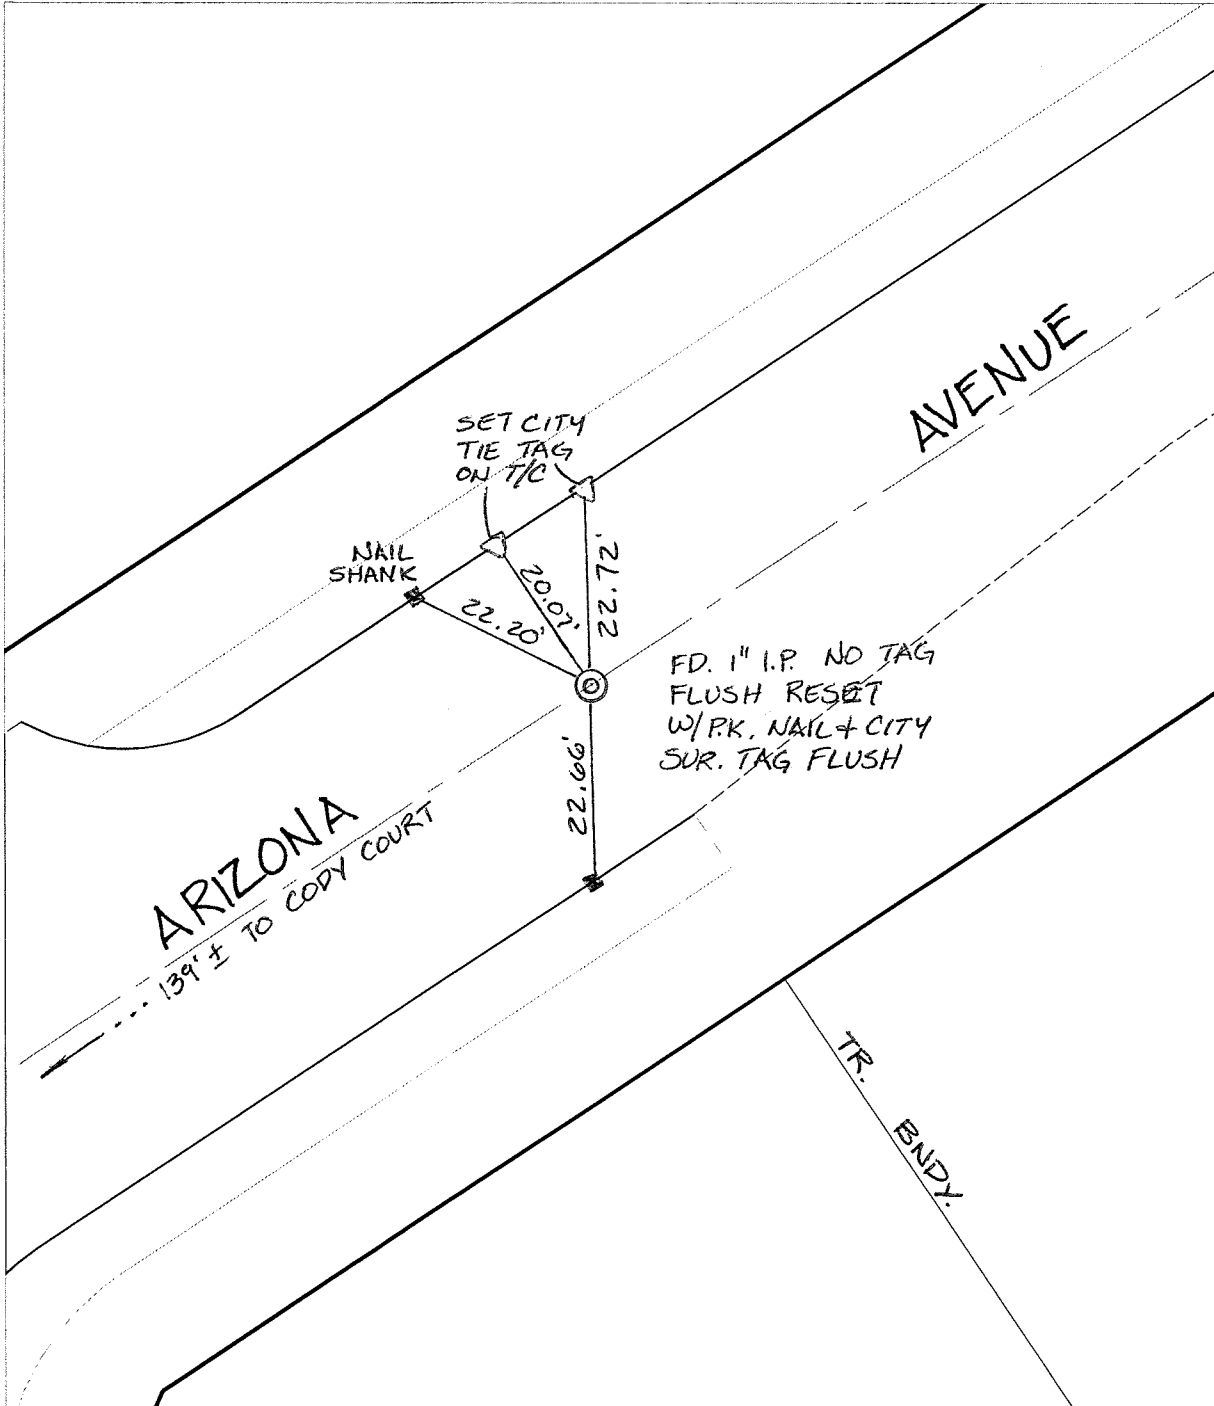 AVENUE
SET CITY
TIE TAG
ON T/C
NAIL
SHANK
22.20'
20.07'
22.72'
FD. 1" I.P. NO TAG
FLUSH RESET
W/P.K. NAIL + CITY
SUR. TAG FLUSH
22.66'
ARIZONA
139' ± TO CODY COURT
TR. BNDY.